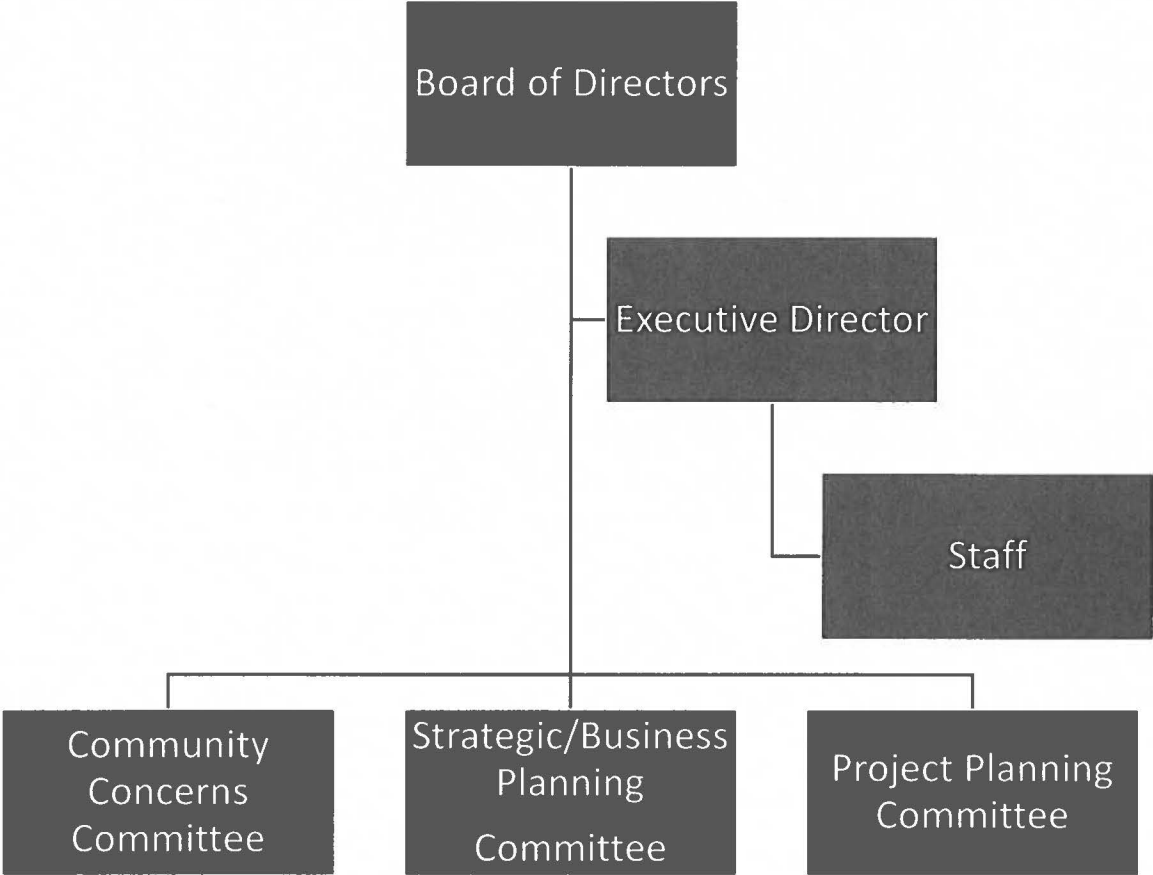 Board of Directors
Executive Director
Staff
Community
Concerns
Committee
Strategic/Business
Planning
Committee
Project Planning
Committee